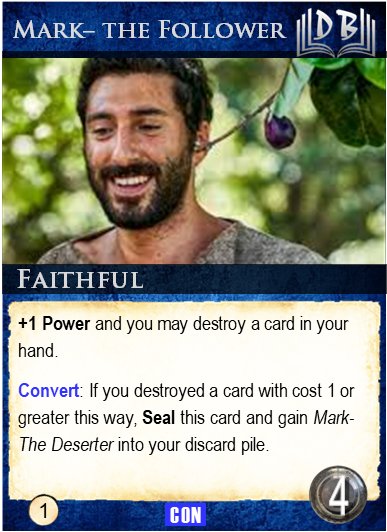 MARK– THE FOLLOWER
DB
FAITHFUL
+1 Power and you may destroy a card in your
hand.
Convert: If you destroyed a card with cost 1 or
greater this way, Seal this card and gain Mark-
The Deserter into your discard pile.
1
CON
4